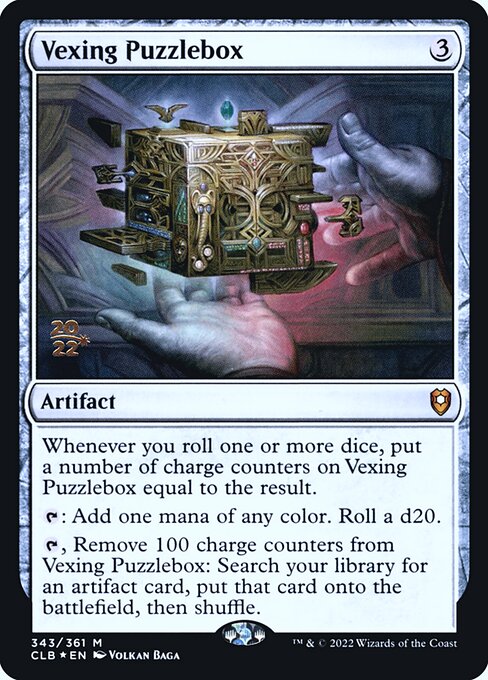 Vexing Puzzlebox 3
20
22
Artifact
Whenever you roll one or more dice, put
a number of charge counters on Vexing
Puzzlebox equal to the result.
: Add one mana of any color. Roll a d20.
, Remove 100 charge counters from
Vexing Puzzlebox: Search your library for
an artifact card, put that card onto the
battlefield, then shuffle.
343/361 M
CLB ★ EN Volkan Baga
™ & © 2022 Wizards of the Coast